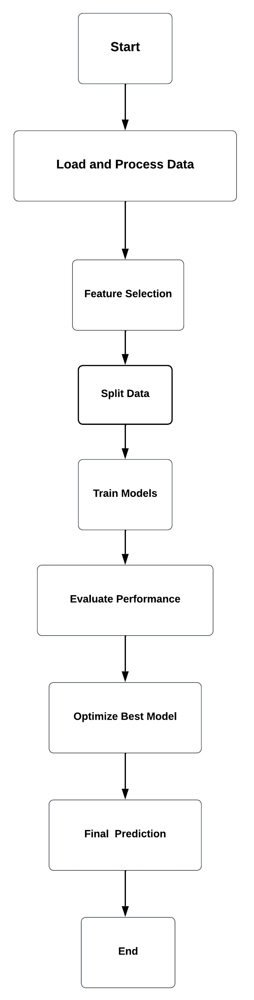 Start
Load and Process Data
Feature Selection
Split Data
Train Models
Evaluate Performance
Optimize Best Model
Final  Prediction
End